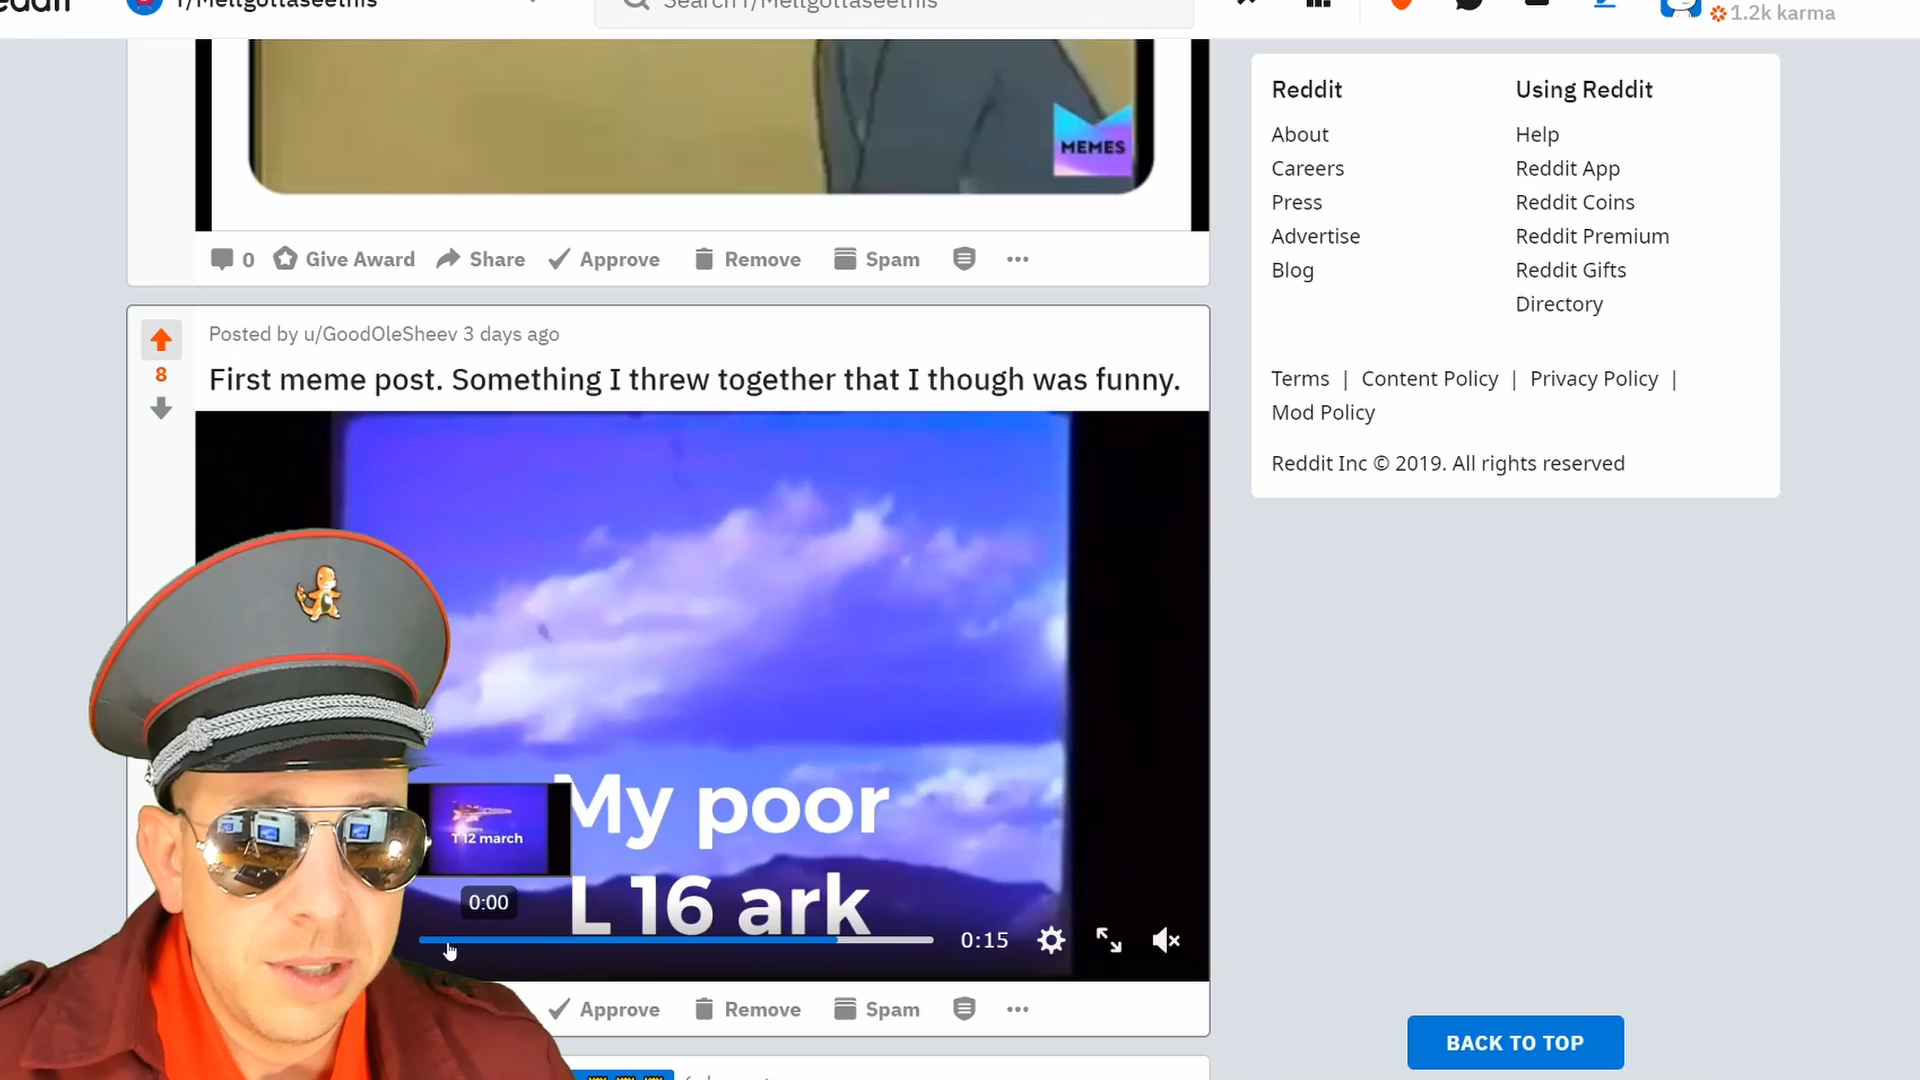 r/Mellgottaseethis
Search r/Mellgottaseethis
1.2k karma
MEMES
0 Give Award Share Approve Remove Spam
8
Posted by u/GoodOleSheev 3 days ago
First meme post. Something I threw together that I though was funny.
My poor
L 16 ark
T 12 march
0:00
0:15
Approve Remove Spam
Reddit
About
Careers
Press
Advertise
Blog
Using Reddit
Help
Reddit App
Reddit Coins
Reddit Premium
Reddit Gifts
Directory
Terms | Content Policy | Privacy Policy |
Mod Policy
Reddit Inc © 2019. All rights reserved
BACK TO TOP